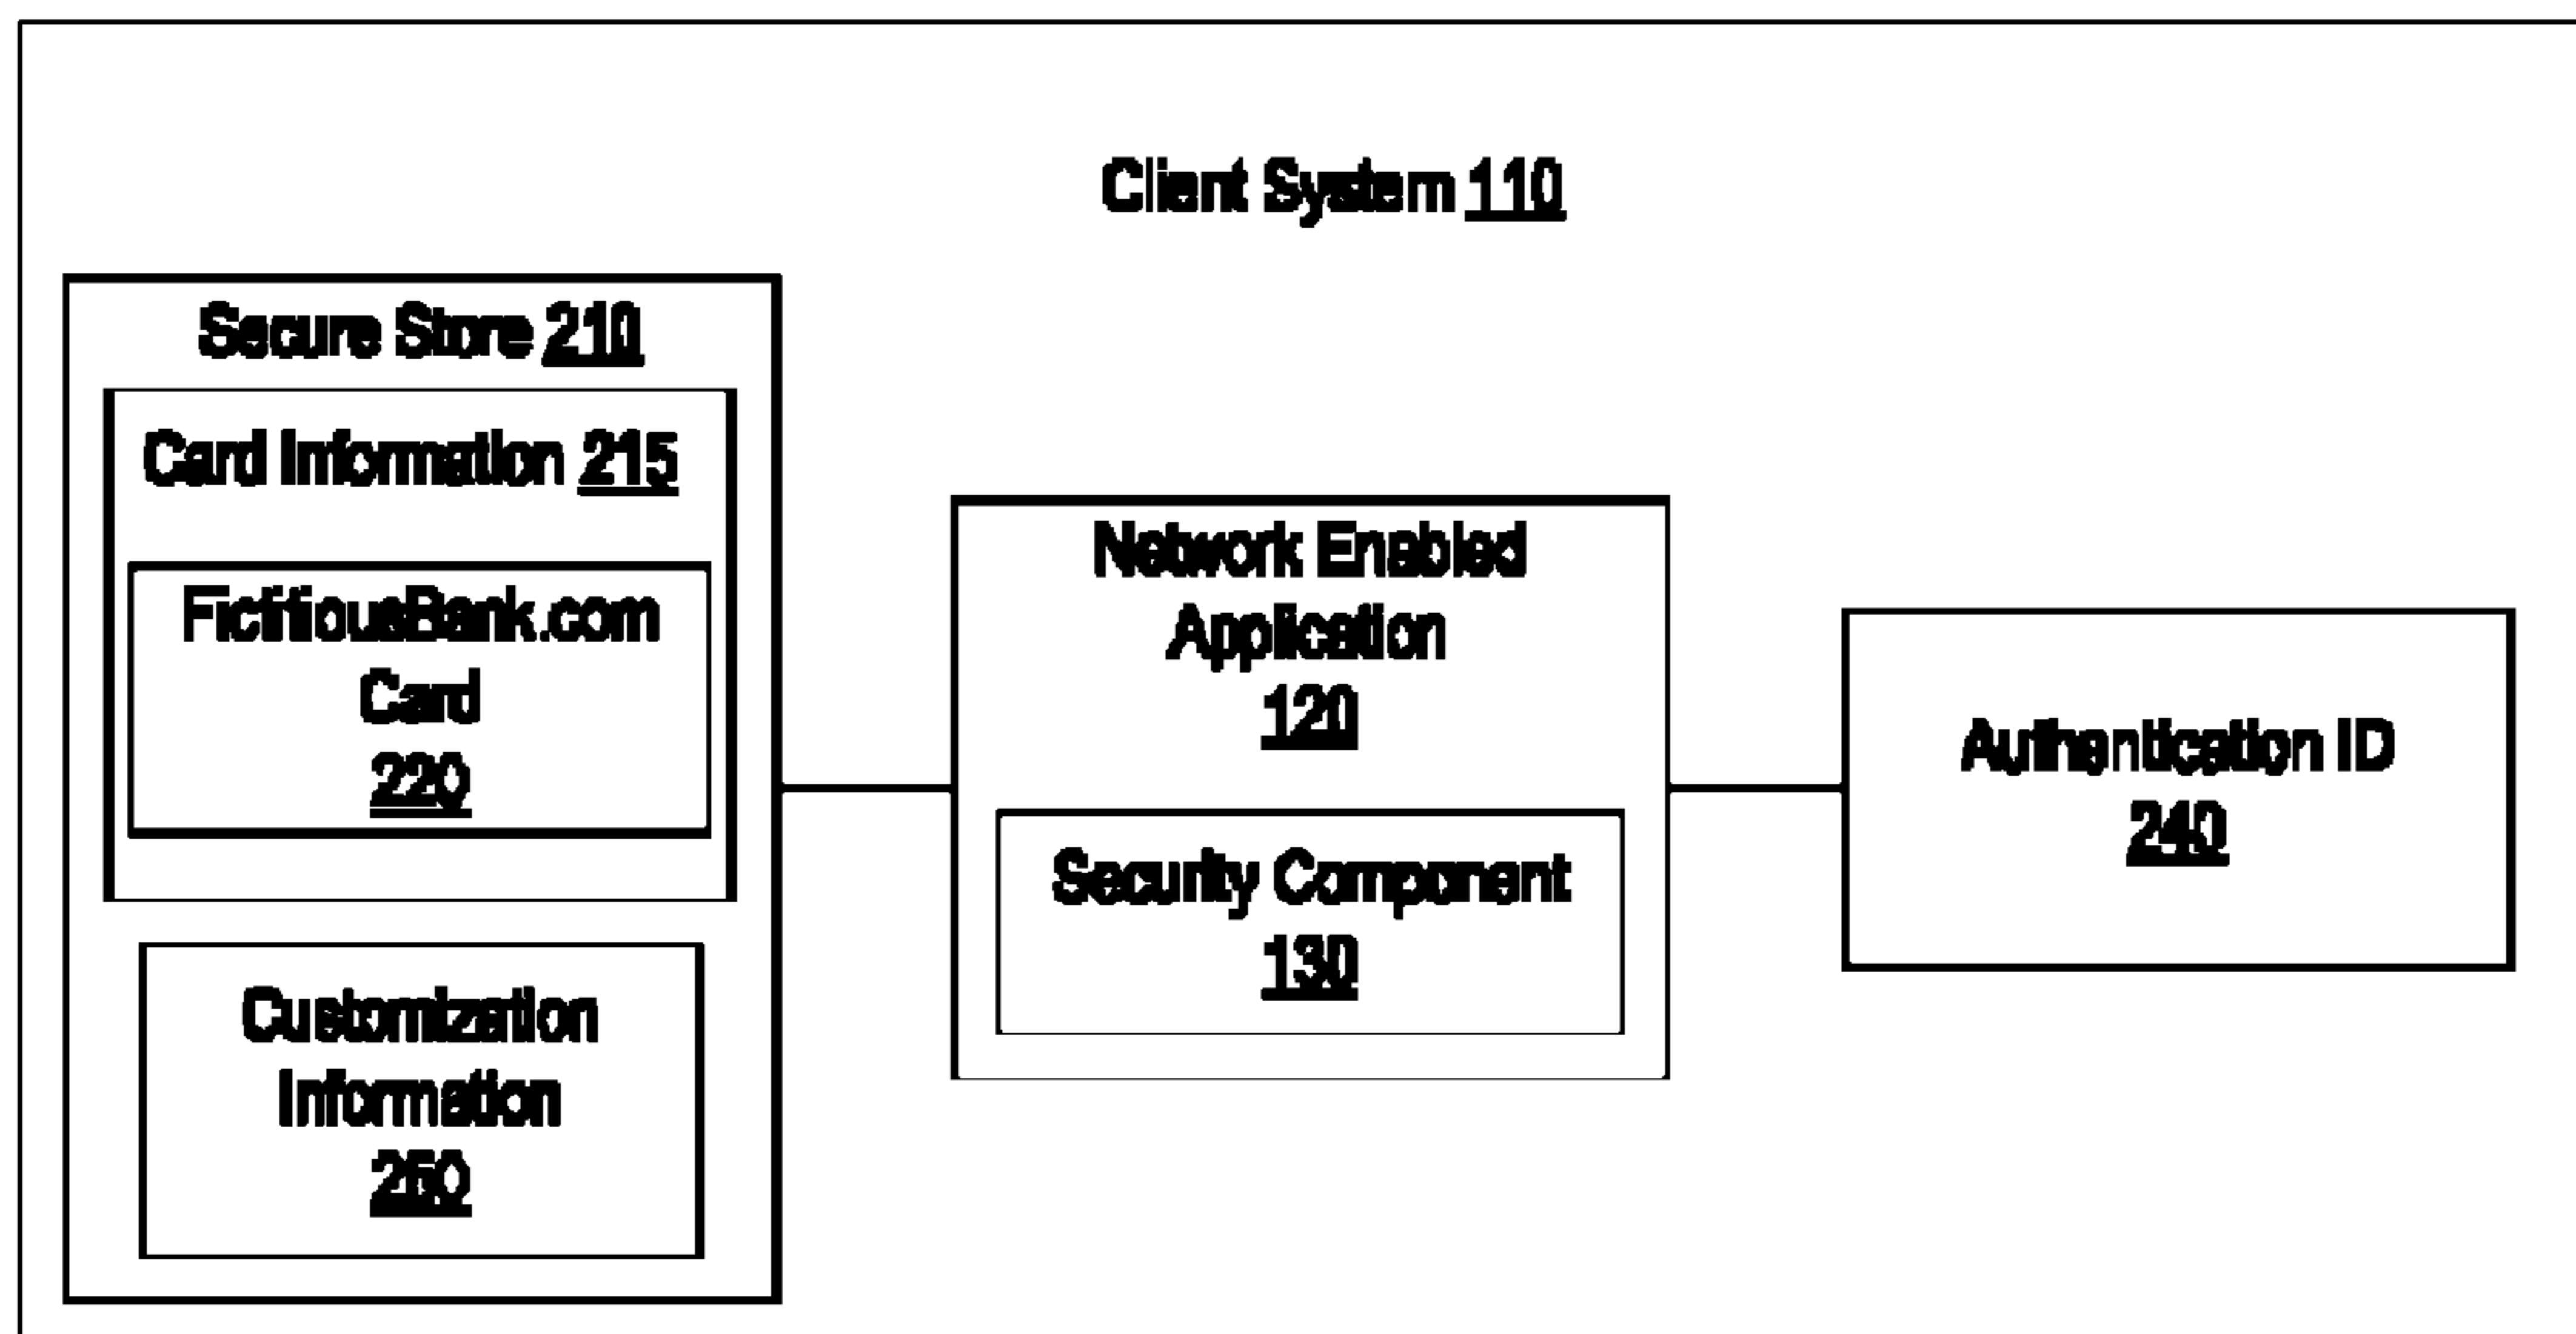 Client System 110
Secure Store 210
Card Information 215
FictitiousBank.com
Card
220
Customization
Information
250
Network Enabled
Application
120
Security Component
130
Authentication ID
240